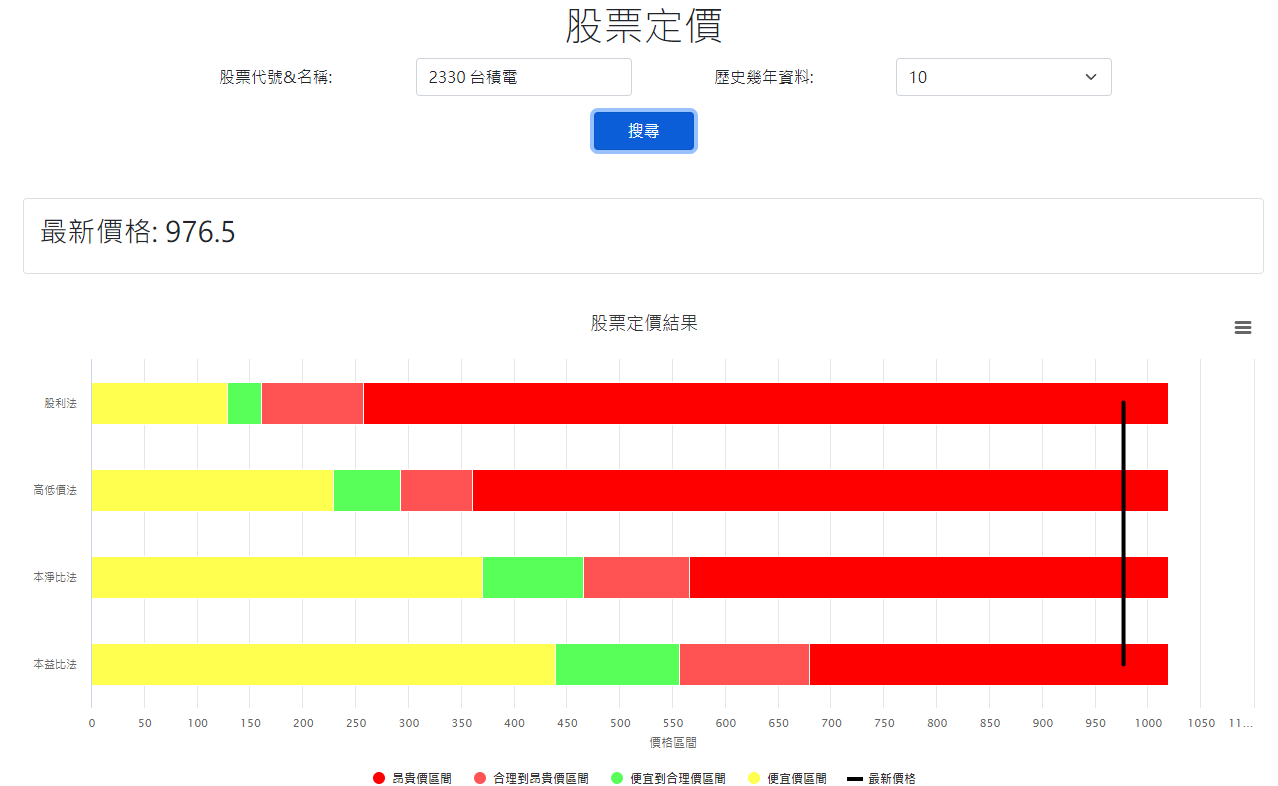 股票定價
股票代號&名稱: 2330 台積電 歷史幾年資料: 10
搜尋
最新價格: 976.5
股票定價結果
股利法
高低價法
本淨比法
本益比法
0 50 100 150 200 250 300 350 400 450 500 550 600 650 700 750 800 850 900 950 1000 1050 11...
價格區間
昂貴價區間 合理到昂貴價區間 便宜到合理價區間 便宜價區間 最新價格